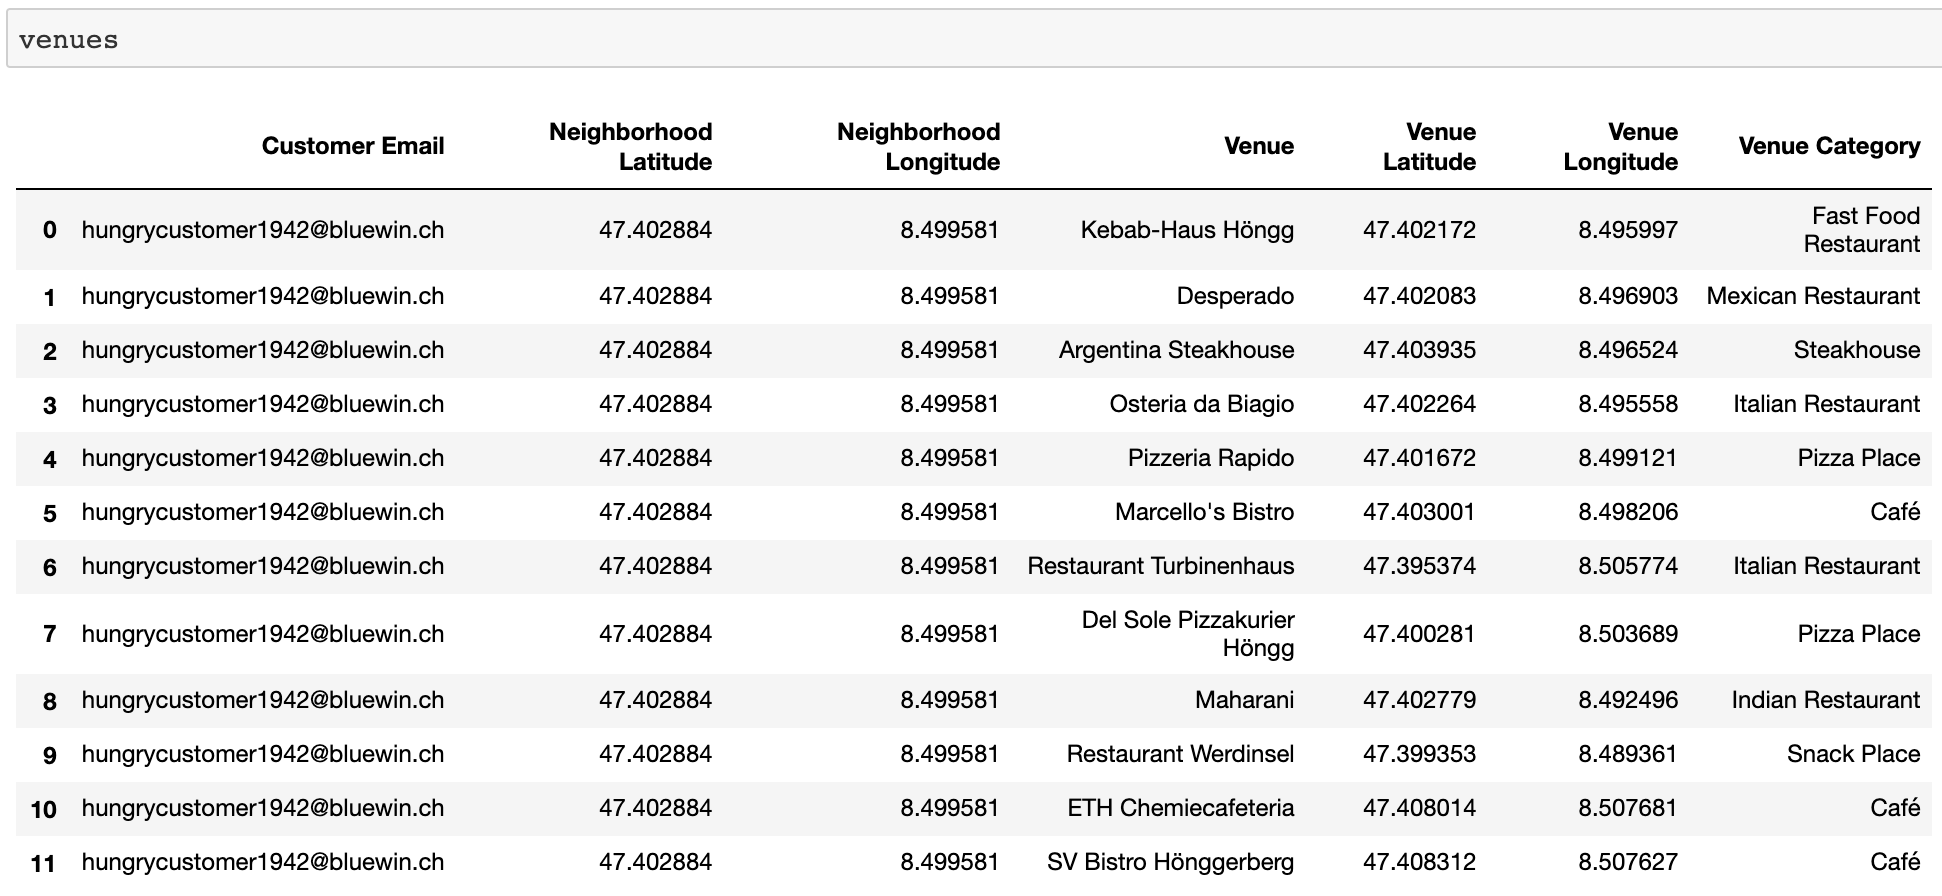 venues
Customer Email Neighborhood Latitude Neighborhood Longitude Venue Venue Latitude Venue Longitude Venue Category
0 hungrycustomer1942@bluewin.ch 47.402884 8.499581 Kebab-Haus Höngg 47.402172 8.495997 Fast Food Restaurant
1 hungrycustomer1942@bluewin.ch 47.402884 8.499581 Desperado 47.402083 8.496903 Mexican Restaurant
2 hungrycustomer1942@bluewin.ch 47.402884 8.499581 Argentina Steakhouse 47.403935 8.496524 Steakhouse
3 hungrycustomer1942@bluewin.ch 47.402884 8.499581 Osteria da Biagio 47.402264 8.495558 Italian Restaurant
4 hungrycustomer1942@bluewin.ch 47.402884 8.499581 Pizzeria Rapido 47.401672 8.499121 Pizza Place
5 hungrycustomer1942@bluewin.ch 47.402884 8.499581 Marcello's Bistro 47.403001 8.498206 Café
6 hungrycustomer1942@bluewin.ch 47.402884 8.499581 Restaurant Turbinenhaus 47.395374 8.505774 Italian Restaurant
7 hungrycustomer1942@bluewin.ch 47.402884 8.499581 Del Sole Pizzakurier Höngg 47.400281 8.503689 Pizza Place
8 hungrycustomer1942@bluewin.ch 47.402884 8.499581 Maharani 47.402779 8.492496 Indian Restaurant
9 hungrycustomer1942@bluewin.ch 47.402884 8.499581 Restaurant Werdinsel 47.399353 8.489361 Snack Place
10 hungrycustomer1942@bluewin.ch 47.402884 8.499581 ETH Chemiecafeteria 47.408014 8.507681 Café
11 hungrycustomer1942@bluewin.ch 47.402884 8.499581 SV Bistro Hönggerberg 47.408312 8.507627 Café